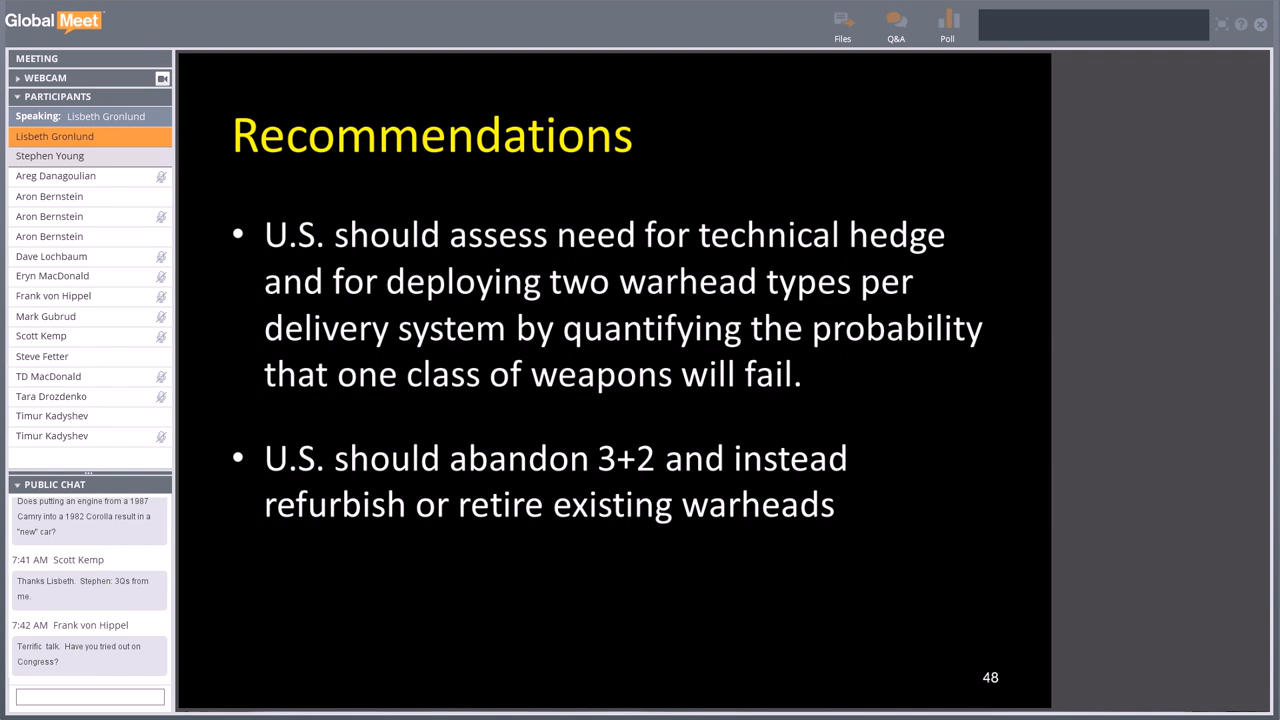 Global Meet
Files
Q&A
Poll
MEETING
WEBCAM
PARTICIPANTS
Speaking: Lisbeth Gronlund
Lisbeth Gronlund
Stephen Young
Areg Danagoulian
Aron Bernstein
Aron Bernstein
Aron Bernstein
Dave Lochbaum
Eryn MacDonald
Frank von Hippel
Mark Gubrud
Scott Kemp
Steve Fetter
TD MacDonald
Tara Drozdenko
Timur Kadyshev
Timur Kadyshev
PUBLIC CHAT
Does putting an engine from a 1987
Camry into a 1982 Corolla result in a
"new" car?
7:41 AM Scott Kemp
Thanks Lisbeth. Stephen: 3Qs from
me.
7:42 AM Frank von Hippel
Terrific talk. Have you tried out on
Congress?
Recommendations
• U.S. should assess need for technical hedge
and for deploying two warhead types per
delivery system by quantifying the probability
that one class of weapons will fail.
• U.S. should abandon 3+2 and instead
refurbish or retire existing warheads
48